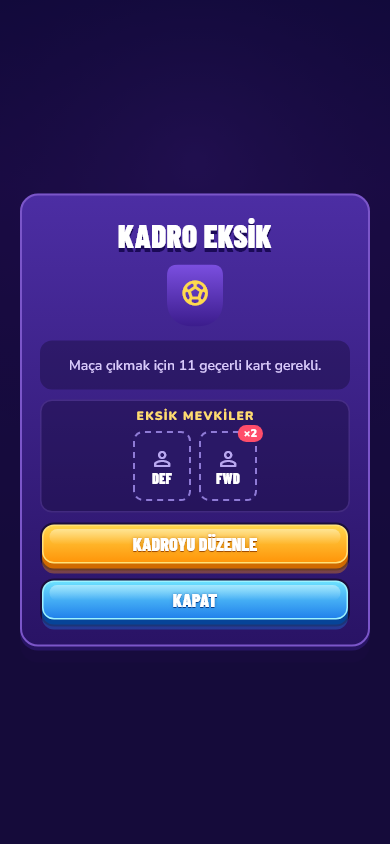 KADRO EKSİK
Maça çıkmak için 11 geçerli kart gerekli.
EKSİK MEVKİLER
×2
DEF
FWD
KADROYU DÜZENLE
KAPAT